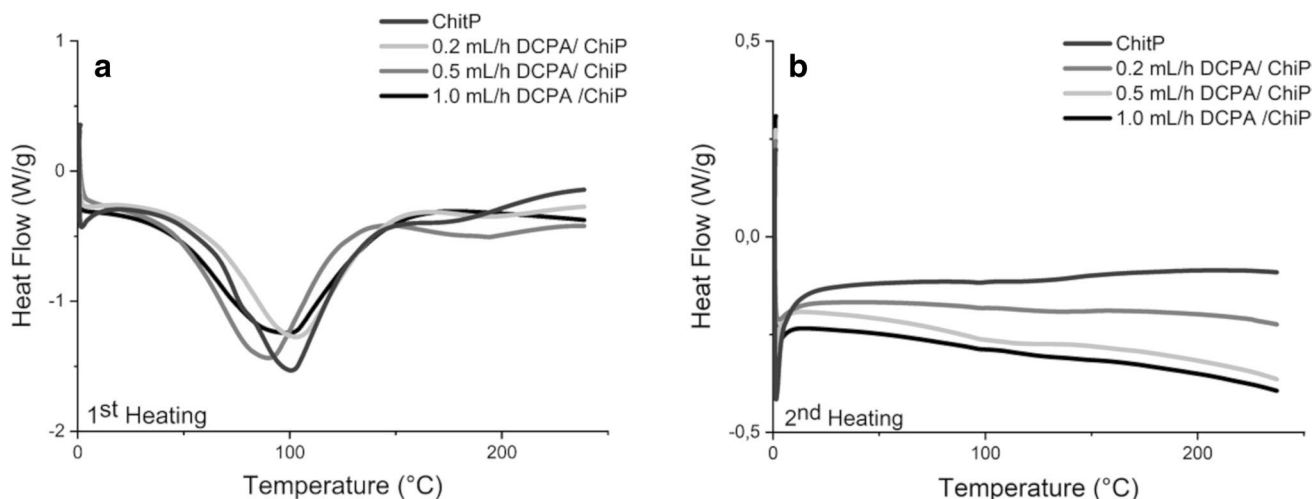 a
ChitP
0.2 mL/h DCPA/ ChiP
0.5 mL/h DCPA/ ChiP
1.0 mL/h DCPA /ChiP
1
0
-1
-2
Heat Flow (W/g)
1st Heating
0
100
200
Temperature (°C)
b
ChitP
0.2 mL/h DCPA/ ChiP
0.5 mL/h DCPA/ ChiP
1.0 mL/h DCPA /ChiP
0,5
0,0
-0,5
Heat Flow (W/g)
2nd Heating
0
100
200
Temperature (°C)